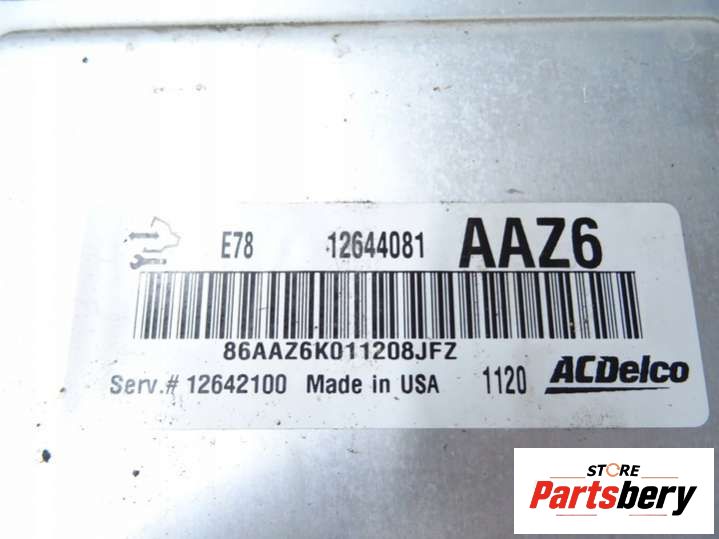 E78 12644081 AAZ6
86AAZ6K011208JFZ
Serv.# 12642100 Made in USA 1120 ACDelco
STORE
Partsbery